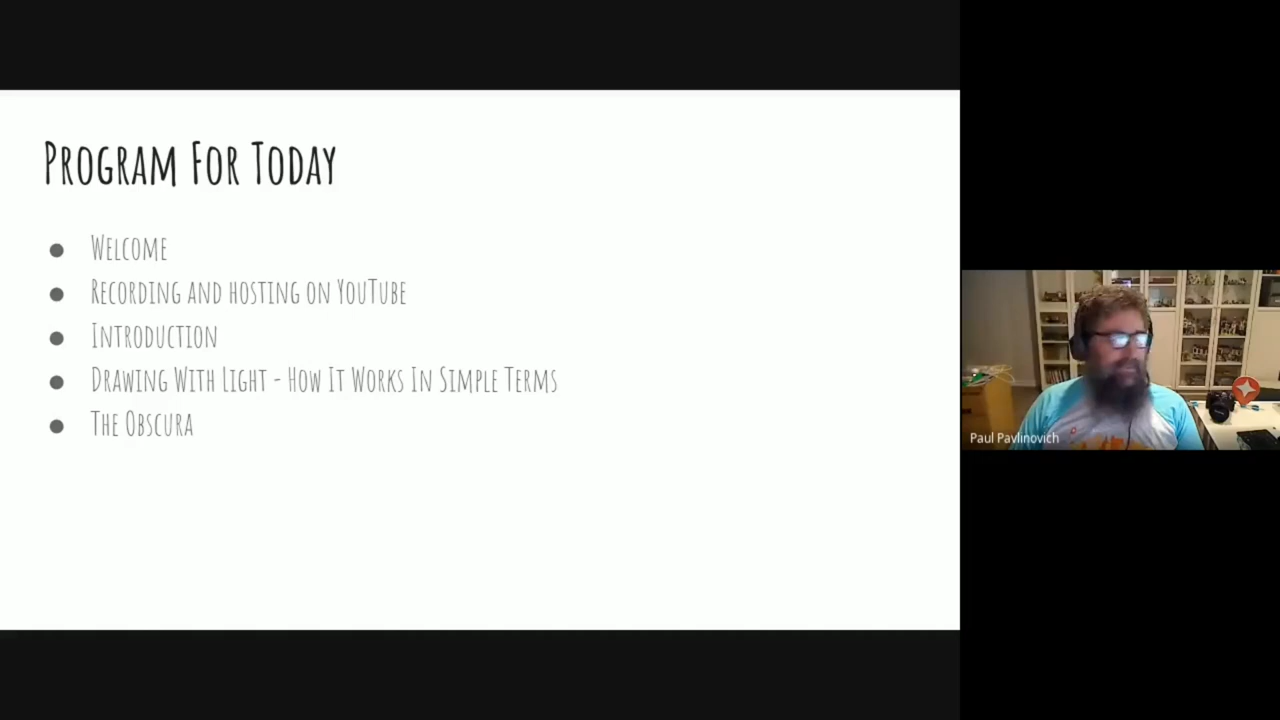 Program For Today
Welcome
Recording and hosting on YouTube
Introduction
Drawing With Light - How It Works In Simple Terms
The Obscura
Paul Pavlinovich